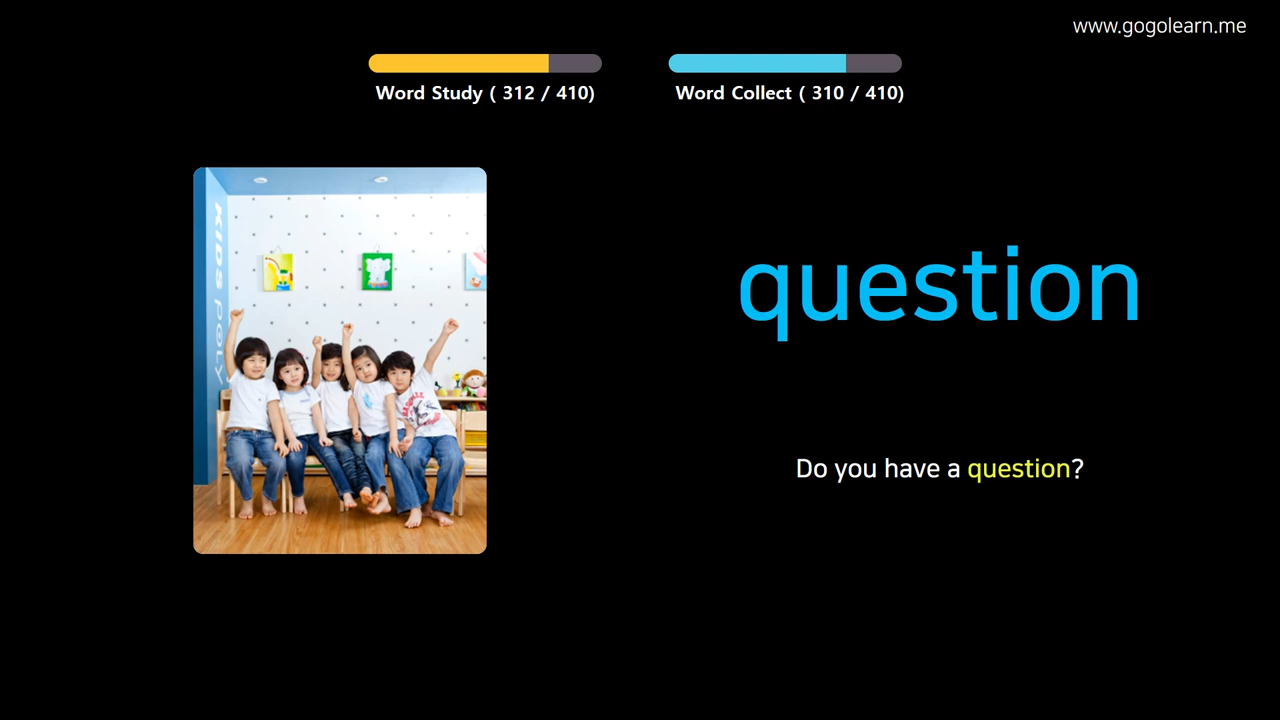 www.gogolearn.me
Word Study ( 312 / 410)
Word Collect ( 310 / 410)
KIDS POLY
question
Do you have a question?